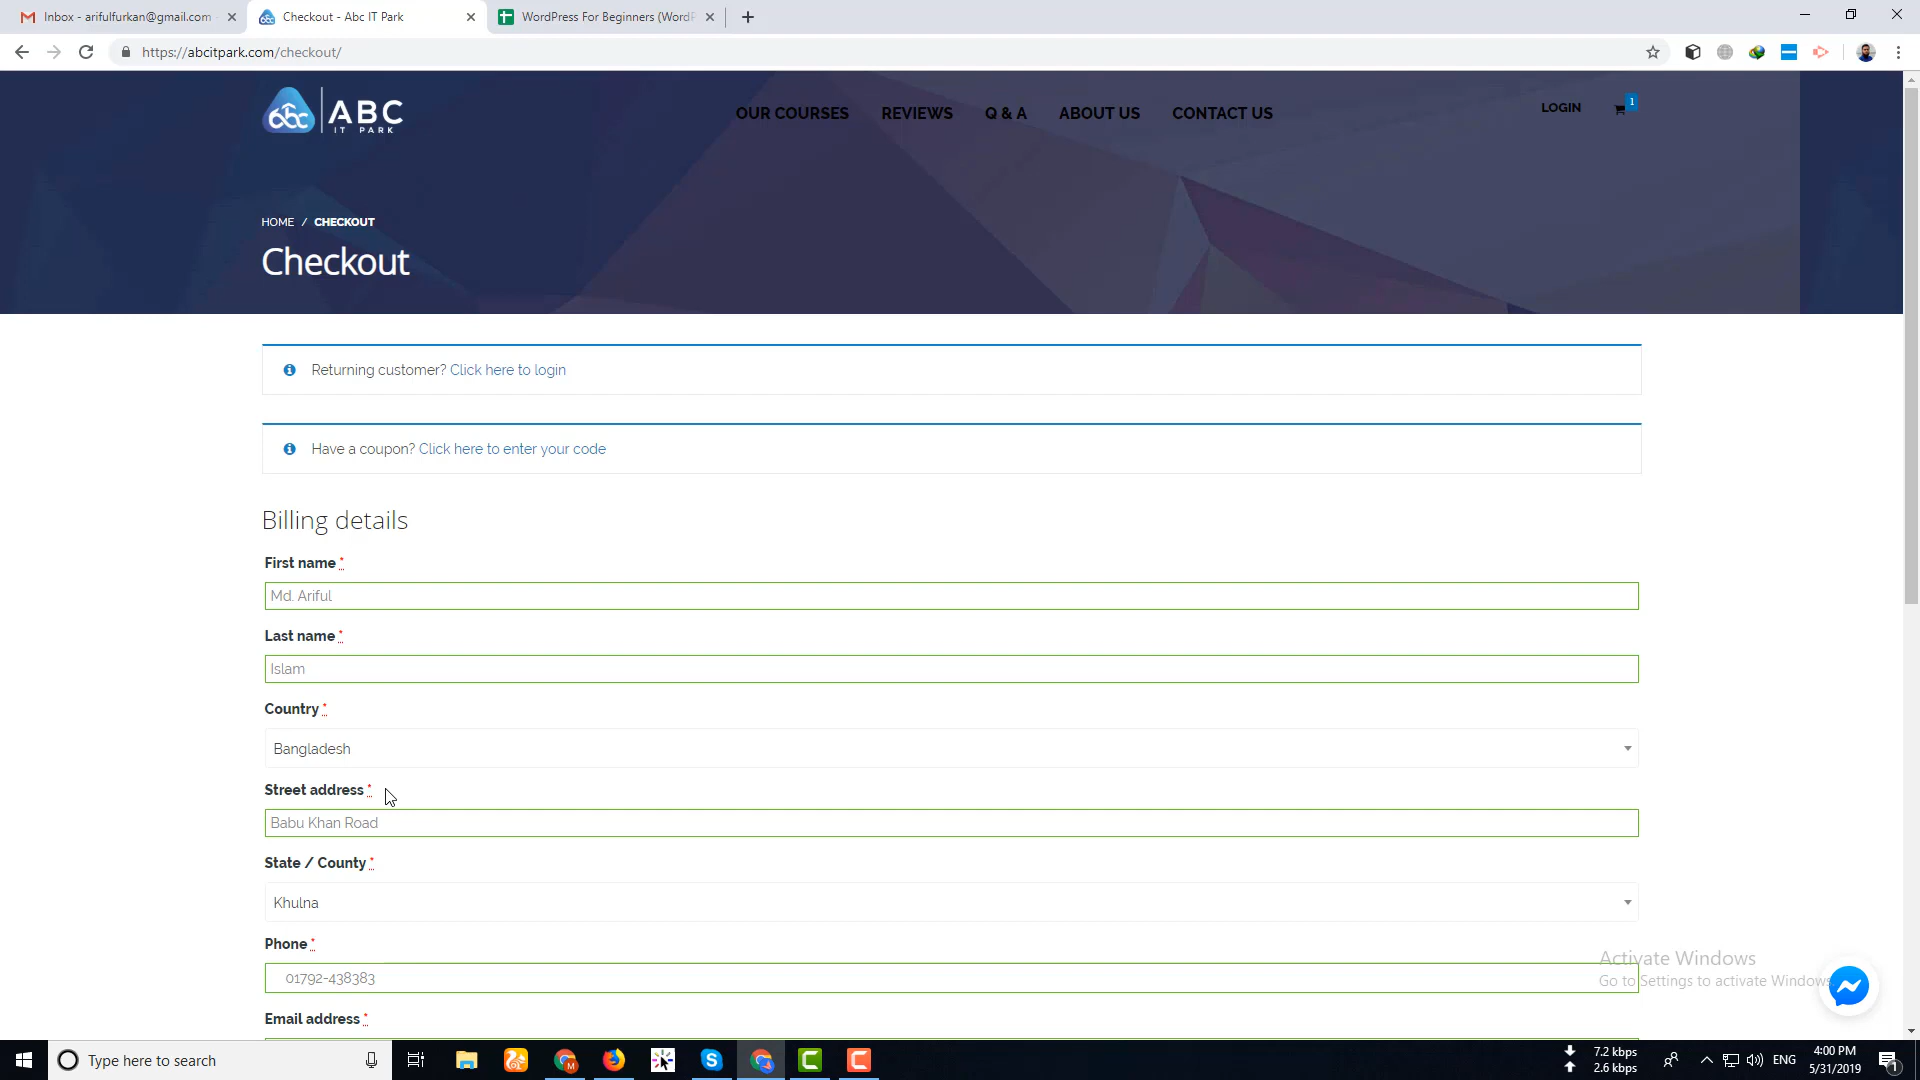 Inbox - arifulfurkan@gmail.com
Checkout - Abc IT Park
WordPress For Beginners (WordP
https://abcitpark.com/checkout/
abc ABC
IT PARK
OUR COURSES
REVIEWS
Q & A
ABOUT US
CONTACT US
LOGIN
1
HOME / CHECKOUT
Checkout
Returning customer? Click here to login
Have a coupon? Click here to enter your code
Billing details
First name *
Md. Ariful
Last name *
Islam
Country *
Bangladesh
Street address *
Babu Khan Road
State / County *
Khulna
Phone *
01792-438383
Email address *
Activate Windows
Go to Settings to activate Windows.
Type here to search
7.2 kbps
2.6 kbps
ENG
4:00 PM
5/31/2019
1